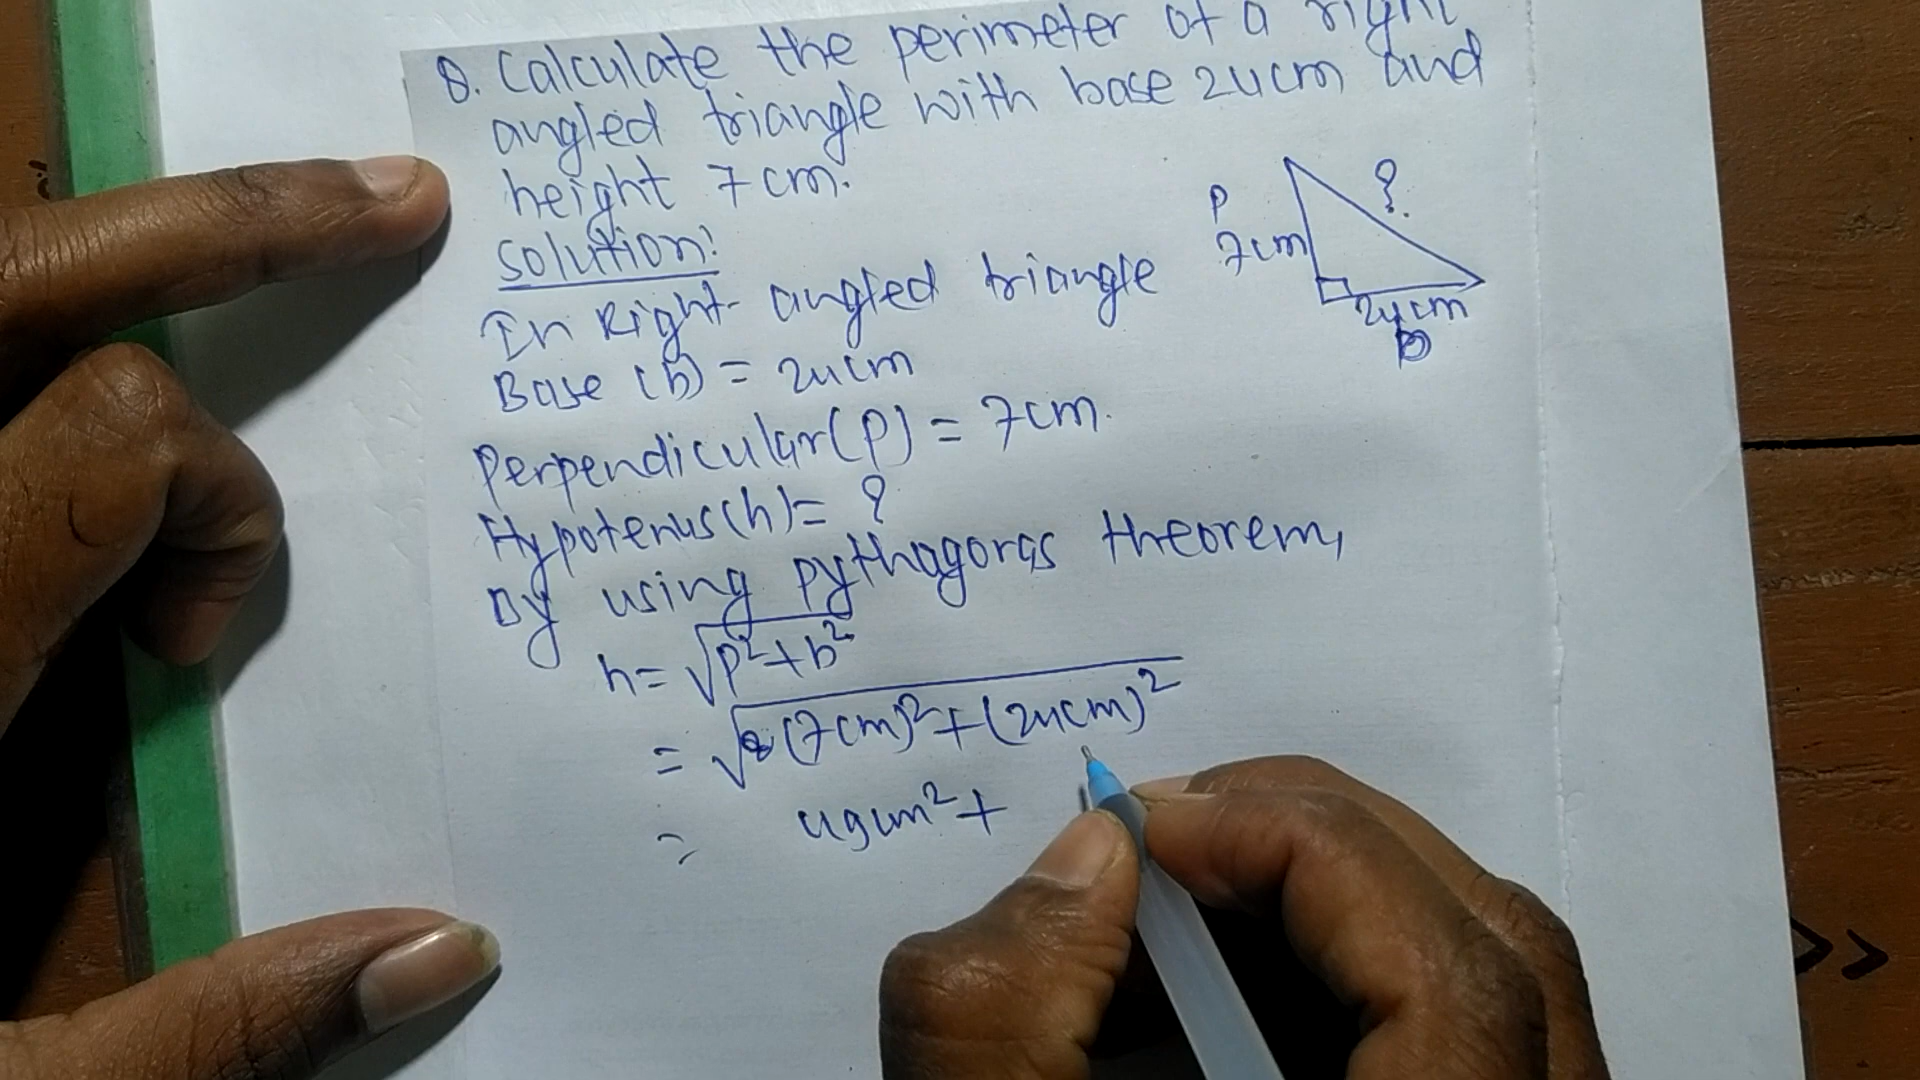 Q. Calculate the perimeter of a right
angled triangle with base 24cm and
height 7cm.
Solution:
In Right-angled triangle
Base (b) = 24cm
Perpendicular(p) = 7cm.
Hypotenus(h)= ?
By using pythagoras theorem,
h= √p²+b²
= √(7cm)²+(24cm)²
= 49cm²+
P
7cm
?
24cm
b